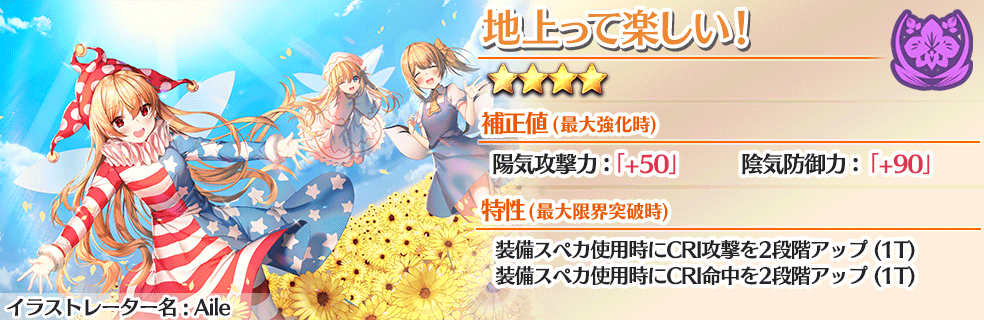 地上って楽しい!
補正値 (最大強化時)
陽気攻撃力:「+50」 陰気防御力:「+90」
特性 (最大限界突破時)
装備スペカ使用時にCRI攻撃を2段階アップ (1T)
装備スペカ使用時にCRI命中を2段階アップ (1T)
イラストレーター名:Aile